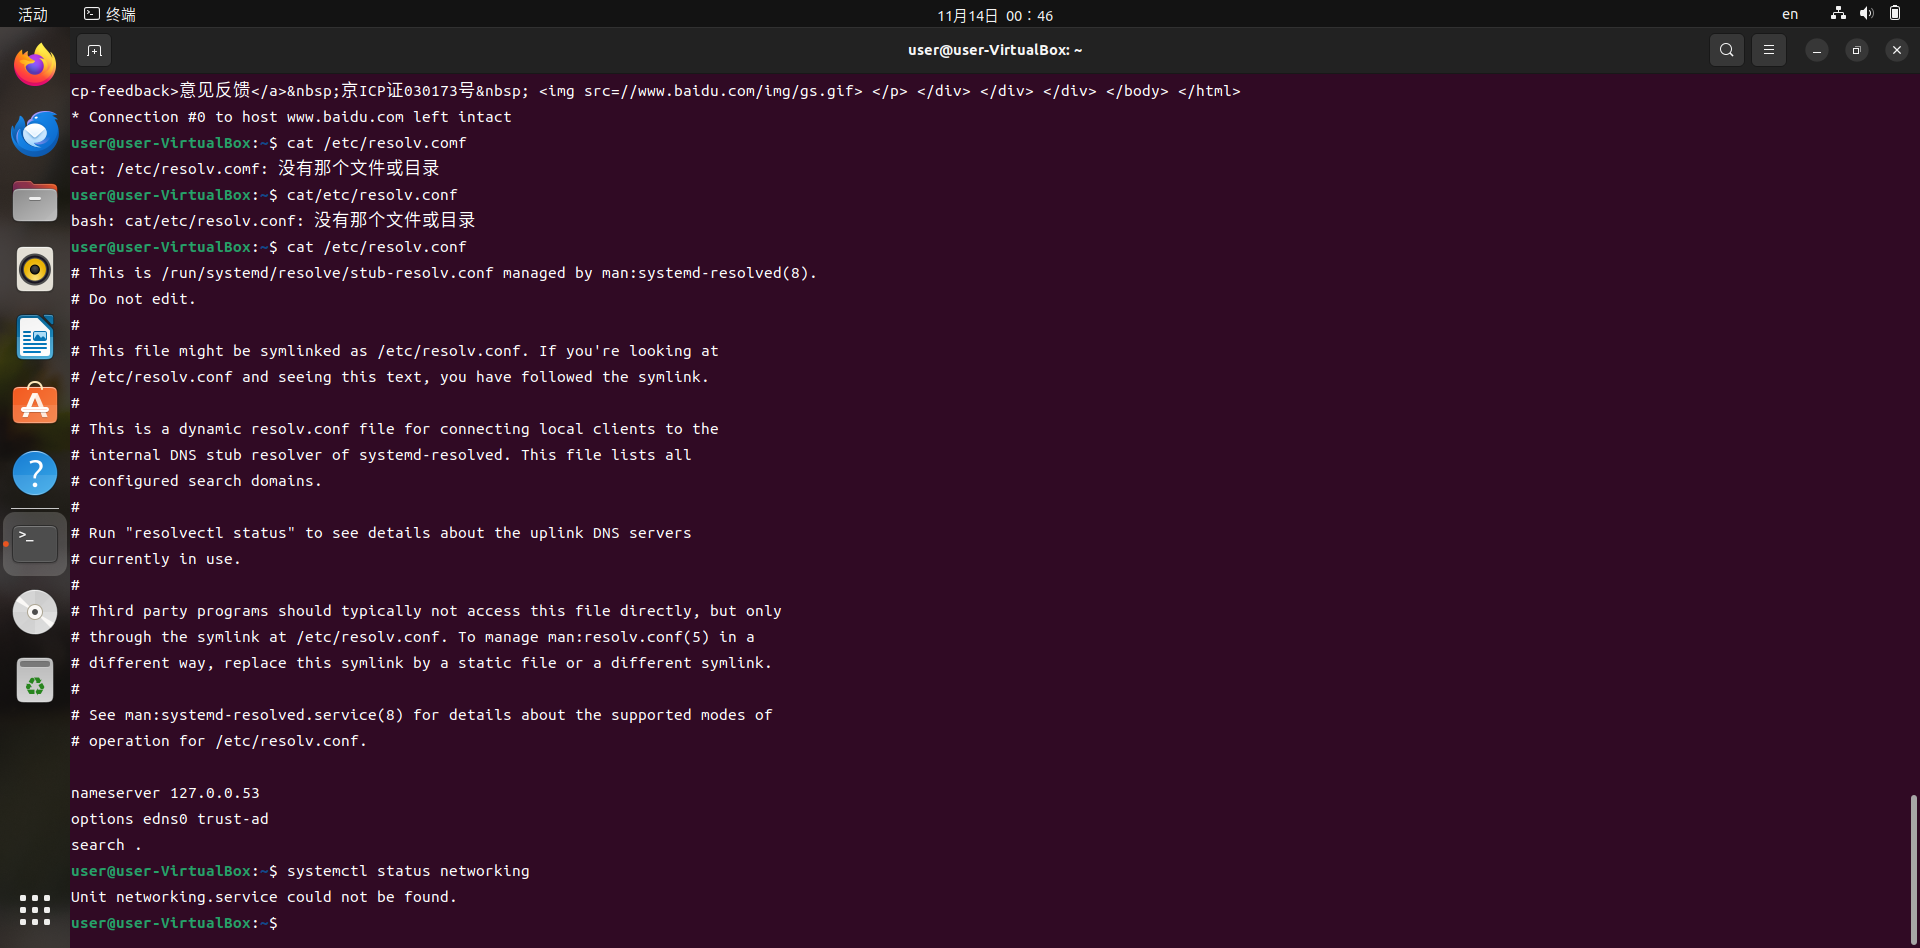 活动 终端 11月14日 00：46 en
user@user-VirtualBox: ~
cp-feedback>意见反馈</a>&nbsp;京ICP证030173号&nbsp; <img src=//www.baidu.com/img/gs.gif> </p> </div> </div> </div> </body> </html>
* Connection #0 to host www.baidu.com left intact
user@user-VirtualBox:~$ cat /etc/resolv.comf
cat: /etc/resolv.comf: 没有那个文件或目录
user@user-VirtualBox:~$ cat/etc/resolv.conf
bash: cat/etc/resolv.conf: 没有那个文件或目录
user@user-VirtualBox:~$ cat /etc/resolv.conf
# This is /run/systemd/resolve/stub-resolv.conf managed by man:systemd-resolved(8).
# Do not edit.
#
# This file might be symlinked as /etc/resolv.conf. If you're looking at
# /etc/resolv.conf and seeing this text, you have followed the symlink.
#
# This is a dynamic resolv.conf file for connecting local clients to the
# internal DNS stub resolver of systemd-resolved. This file lists all
# configured search domains.
#
# Run "resolvectl status" to see details about the uplink DNS servers
# currently in use.
#
# Third party programs should typically not access this file directly, but only
# through the symlink at /etc/resolv.conf. To manage man:resolv.conf(5) in a
# different way, replace this symlink by a static file or a different symlink.
#
# See man:systemd-resolved.service(8) for details about the supported modes of
# operation for /etc/resolv.conf.

nameserver 127.0.0.53
options edns0 trust-ad
search .
user@user-VirtualBox:~$ systemctl status networking
Unit networking.service could not be found.
user@user-VirtualBox:~$